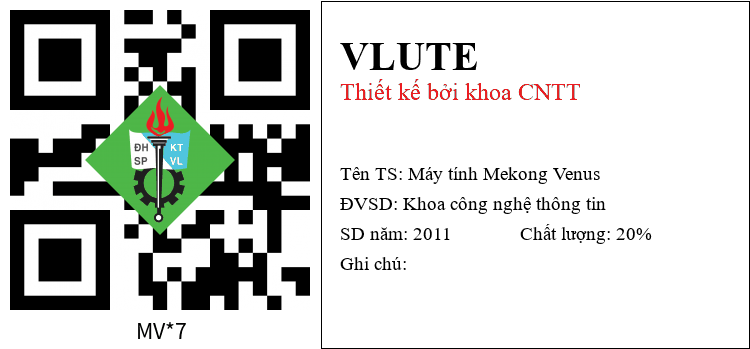 ĐH KT
SP VL
MV*7
VLUTE
Thiết kế bởi khoa CNTT
Tên TS: Máy tính Mekong Venus
ĐVSD: Khoa công nghệ thông tin
SD năm: 2011 Chất lượng: 20%
Ghi chú: